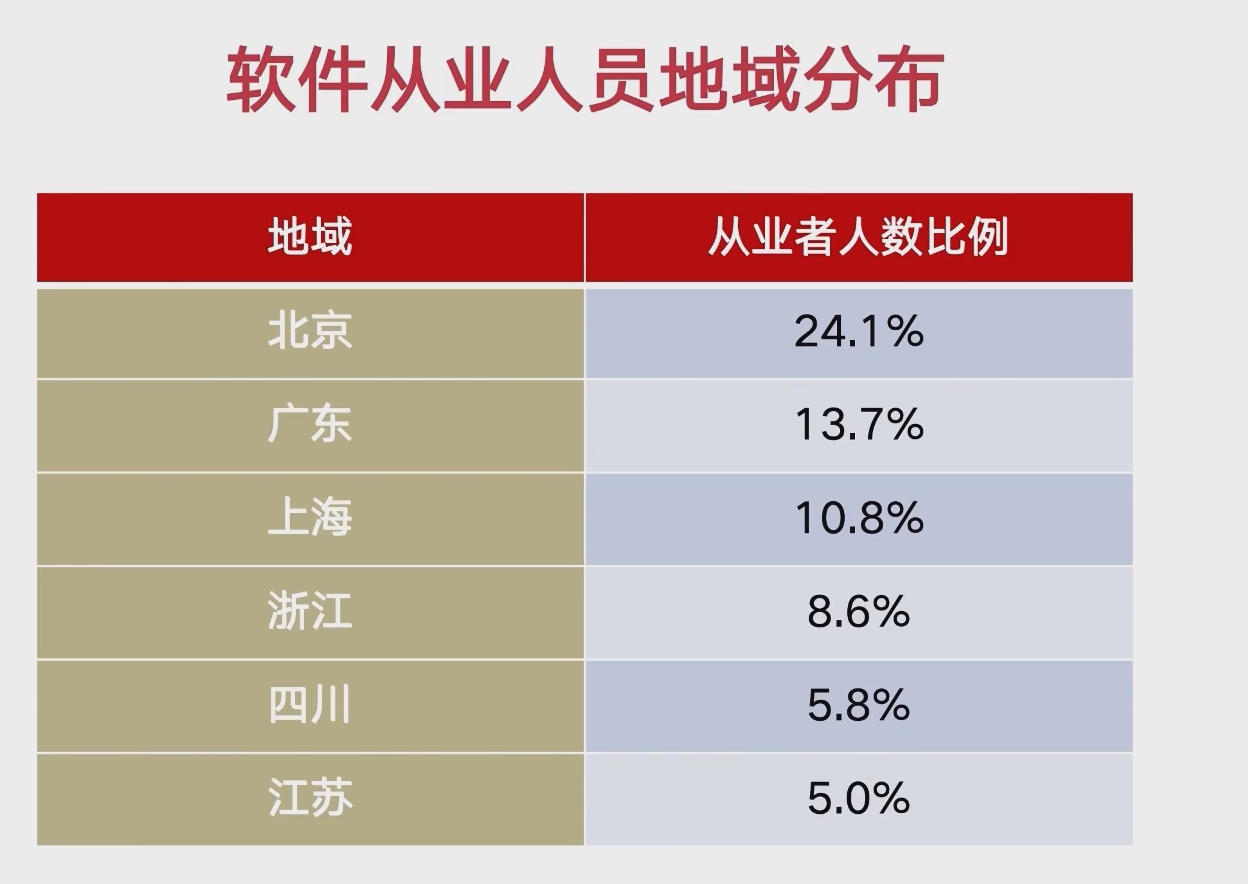 软件从业人员地域分布
地域 从业者人数比例
北京 24.1%
广东 13.7%
上海 10.8%
浙江 8.6%
四川 5.8%
江苏 5.0%